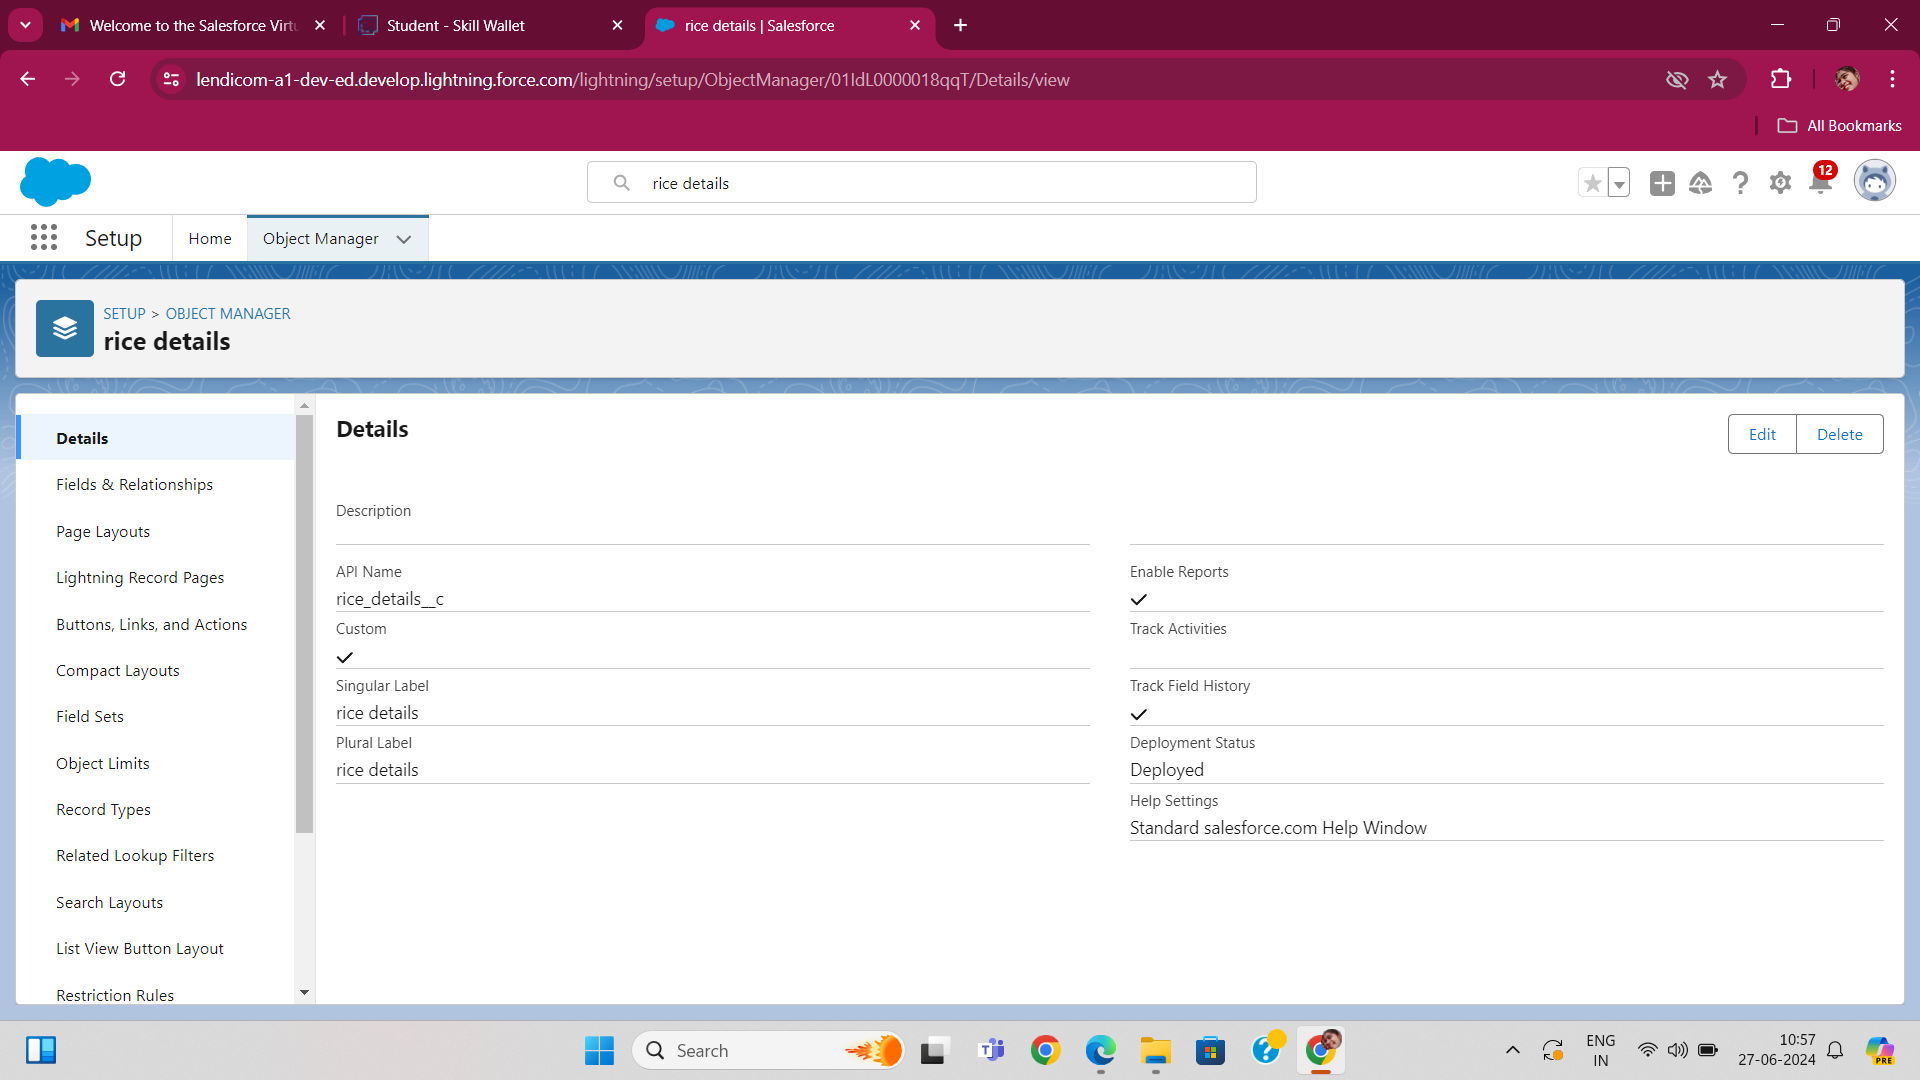 Welcome to the Salesforce Virtu
Student - Skill Wallet
rice details | Salesforce
lendicom-a1-dev-ed.develop.lightning.force.com/lightning/setup/ObjectManager/01IdL0000018qqT/Details/view
All Bookmarks
rice details
12
Setup
Home
Object Manager
SETUP > OBJECT MANAGER
rice details
Details
Fields & Relationships
Page Layouts
Lightning Record Pages
Buttons, Links, and Actions
Compact Layouts
Field Sets
Object Limits
Record Types
Related Lookup Filters
Search Layouts
List View Button Layout
Restriction Rules
Details
Edit
Delete
Description
API Name
rice_details__c
Custom
Singular Label
rice details
Plural Label
rice details
Enable Reports
Track Activities
Track Field History
Deployment Status
Deployed
Help Settings
Standard salesforce.com Help Window
Search
ENG
IN
10:57
27-06-2024
PRE